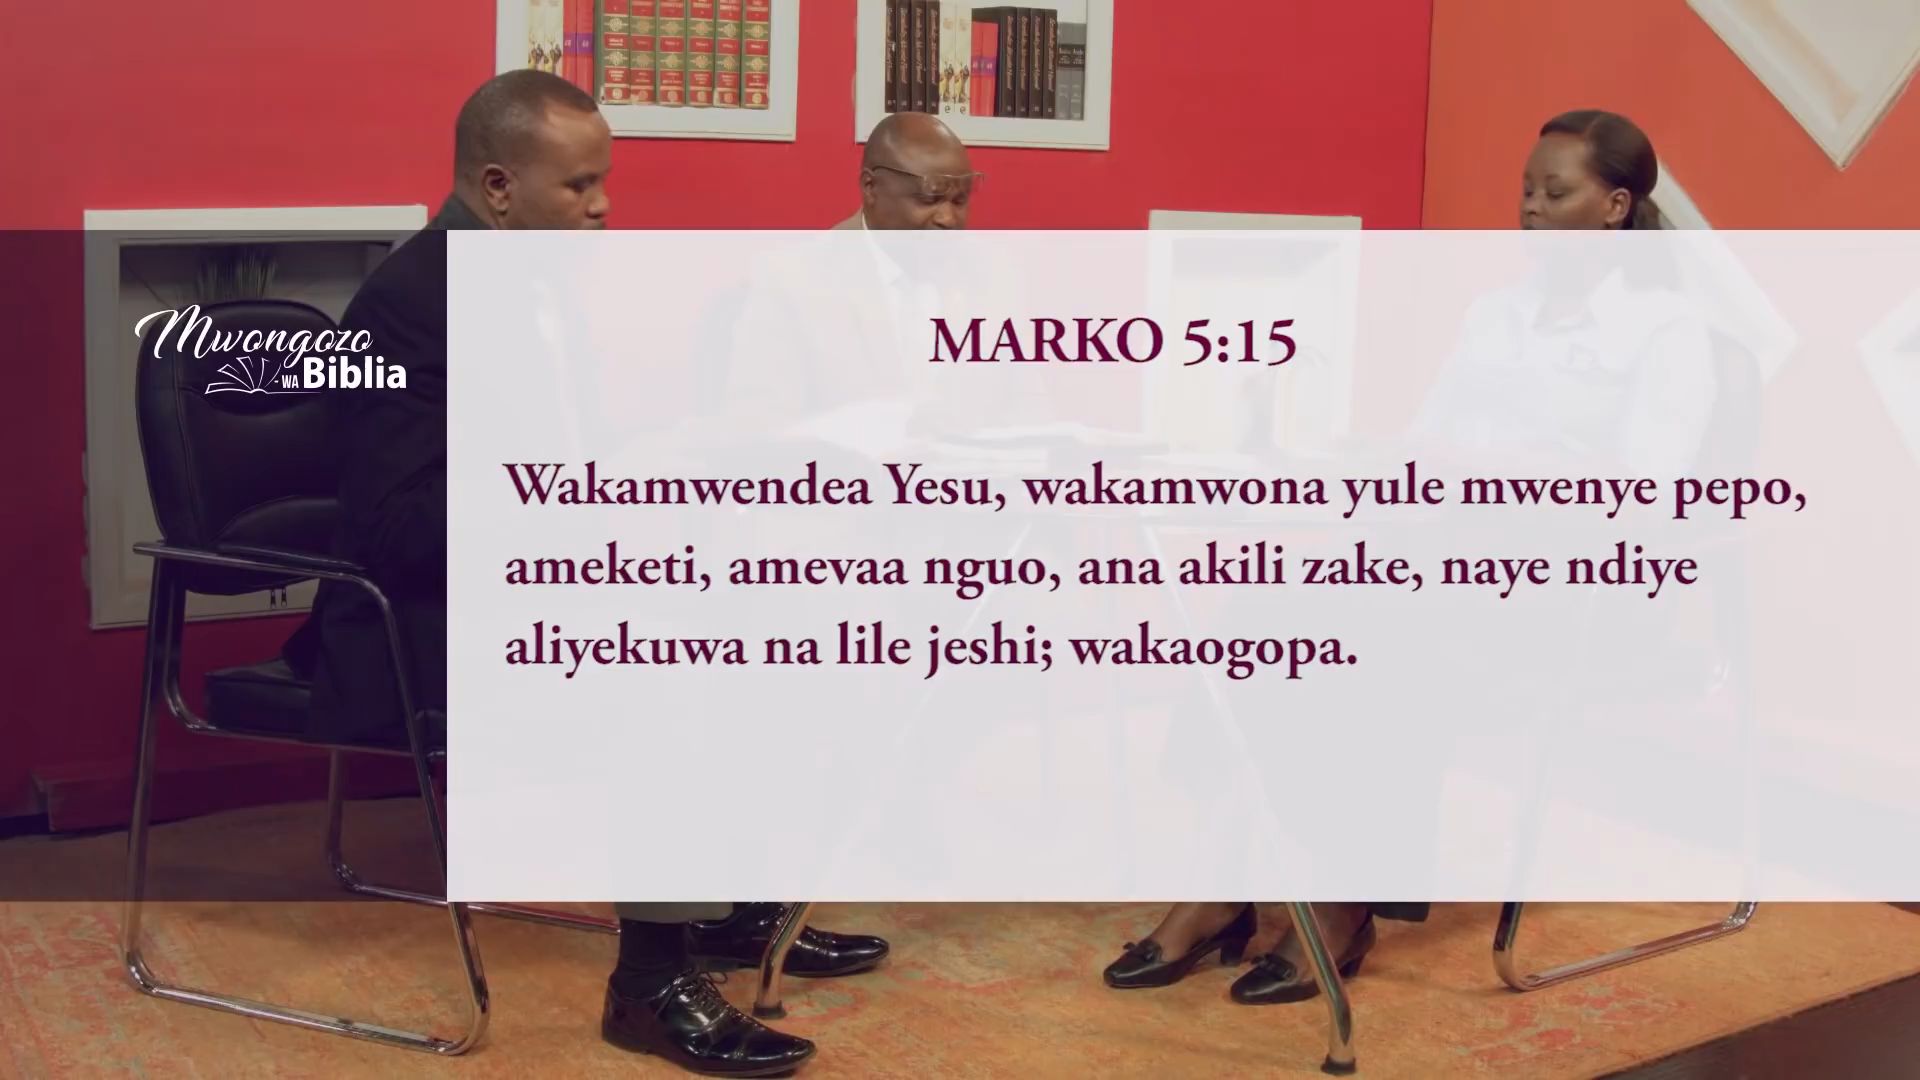 Mwongozo
- WA Biblia
MARKO 5:15
Wakamwendea Yesu, wakamwona yule mwenye pepo,
ameketi, amevaa nguo, ana akili zake, naye ndiye
aliyekuwa na lile jeshi; wakaogopa.